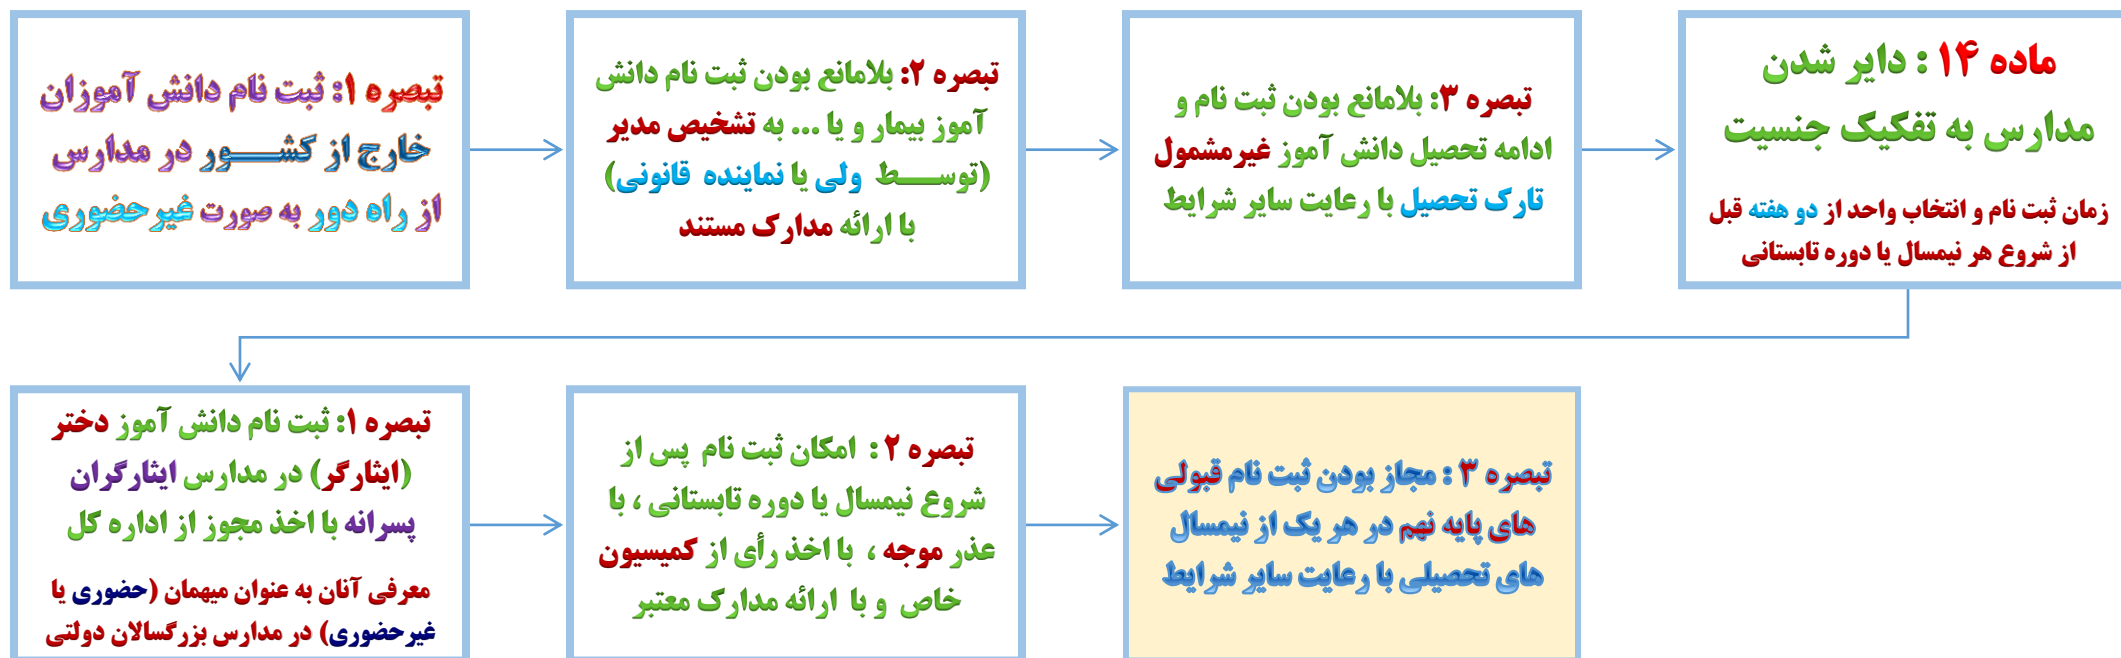 تبصره ۱: ثبت نام دانش آموزان
خارج از کشـــــور در مدارس
از راه دور به صورت غیرحضوری
تبصره ۲: بلامانع بودن ثبت نام دانش
آموز بیمار و یا ... به تشخیص مدیر
(توســـــط ولی یا نماینده قانونی)
با ارائه مدارک مستند
تبصره ۳: بلامانع بودن ثبت نام و
ادامه تحصیل دانش آموز غیرمشمول
تارک تحصیل با رعایت سایر شرایط
ماده ۱۴ : دایر شدن
مدارس به تفکیک جنسیت
زمان ثبت نام و انتخاب واحد از دو هفته قبل
از شروع هر نیمسال یا دوره تابستانی
تبصره ۱: ثبت نام دانش آموز دختر
(ایثارگر) در مدارس ایثارگران
پسرانه با اخذ مجوز از اداره کل
معرفی آنان به عنوان میهمان (حضوری یا
غیرحضوری) در مدارس بزرگسالان دولتی
تبصره ۲ : امکان ثبت نام پس از
شروع نیمسال یا دوره تابستانی ، با
عذر موجه ، با اخذ رأی از کمیسیون
خاص و با ارائه مدارک معتبر
تبصره ۳ : مجاز بودن ثبت نام قبولی
های پایه نهم در هر یک از نیمسال
های تحصیلی با رعایت سایر شرایط